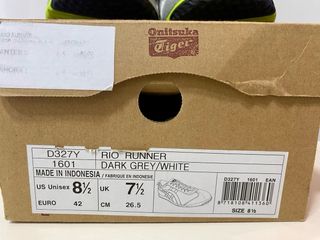 Onitsuka
Tiger
D327Y RIO RUNNER
1601 DARK GREY/WHITE
MADE IN INDONESIA / FABRIQUE EN INDONESIE
US Unisex 8½ UK 7½
EURO 42 CM 26.5
D327Y 1601 EAN
8718108411360
SIZE 8½